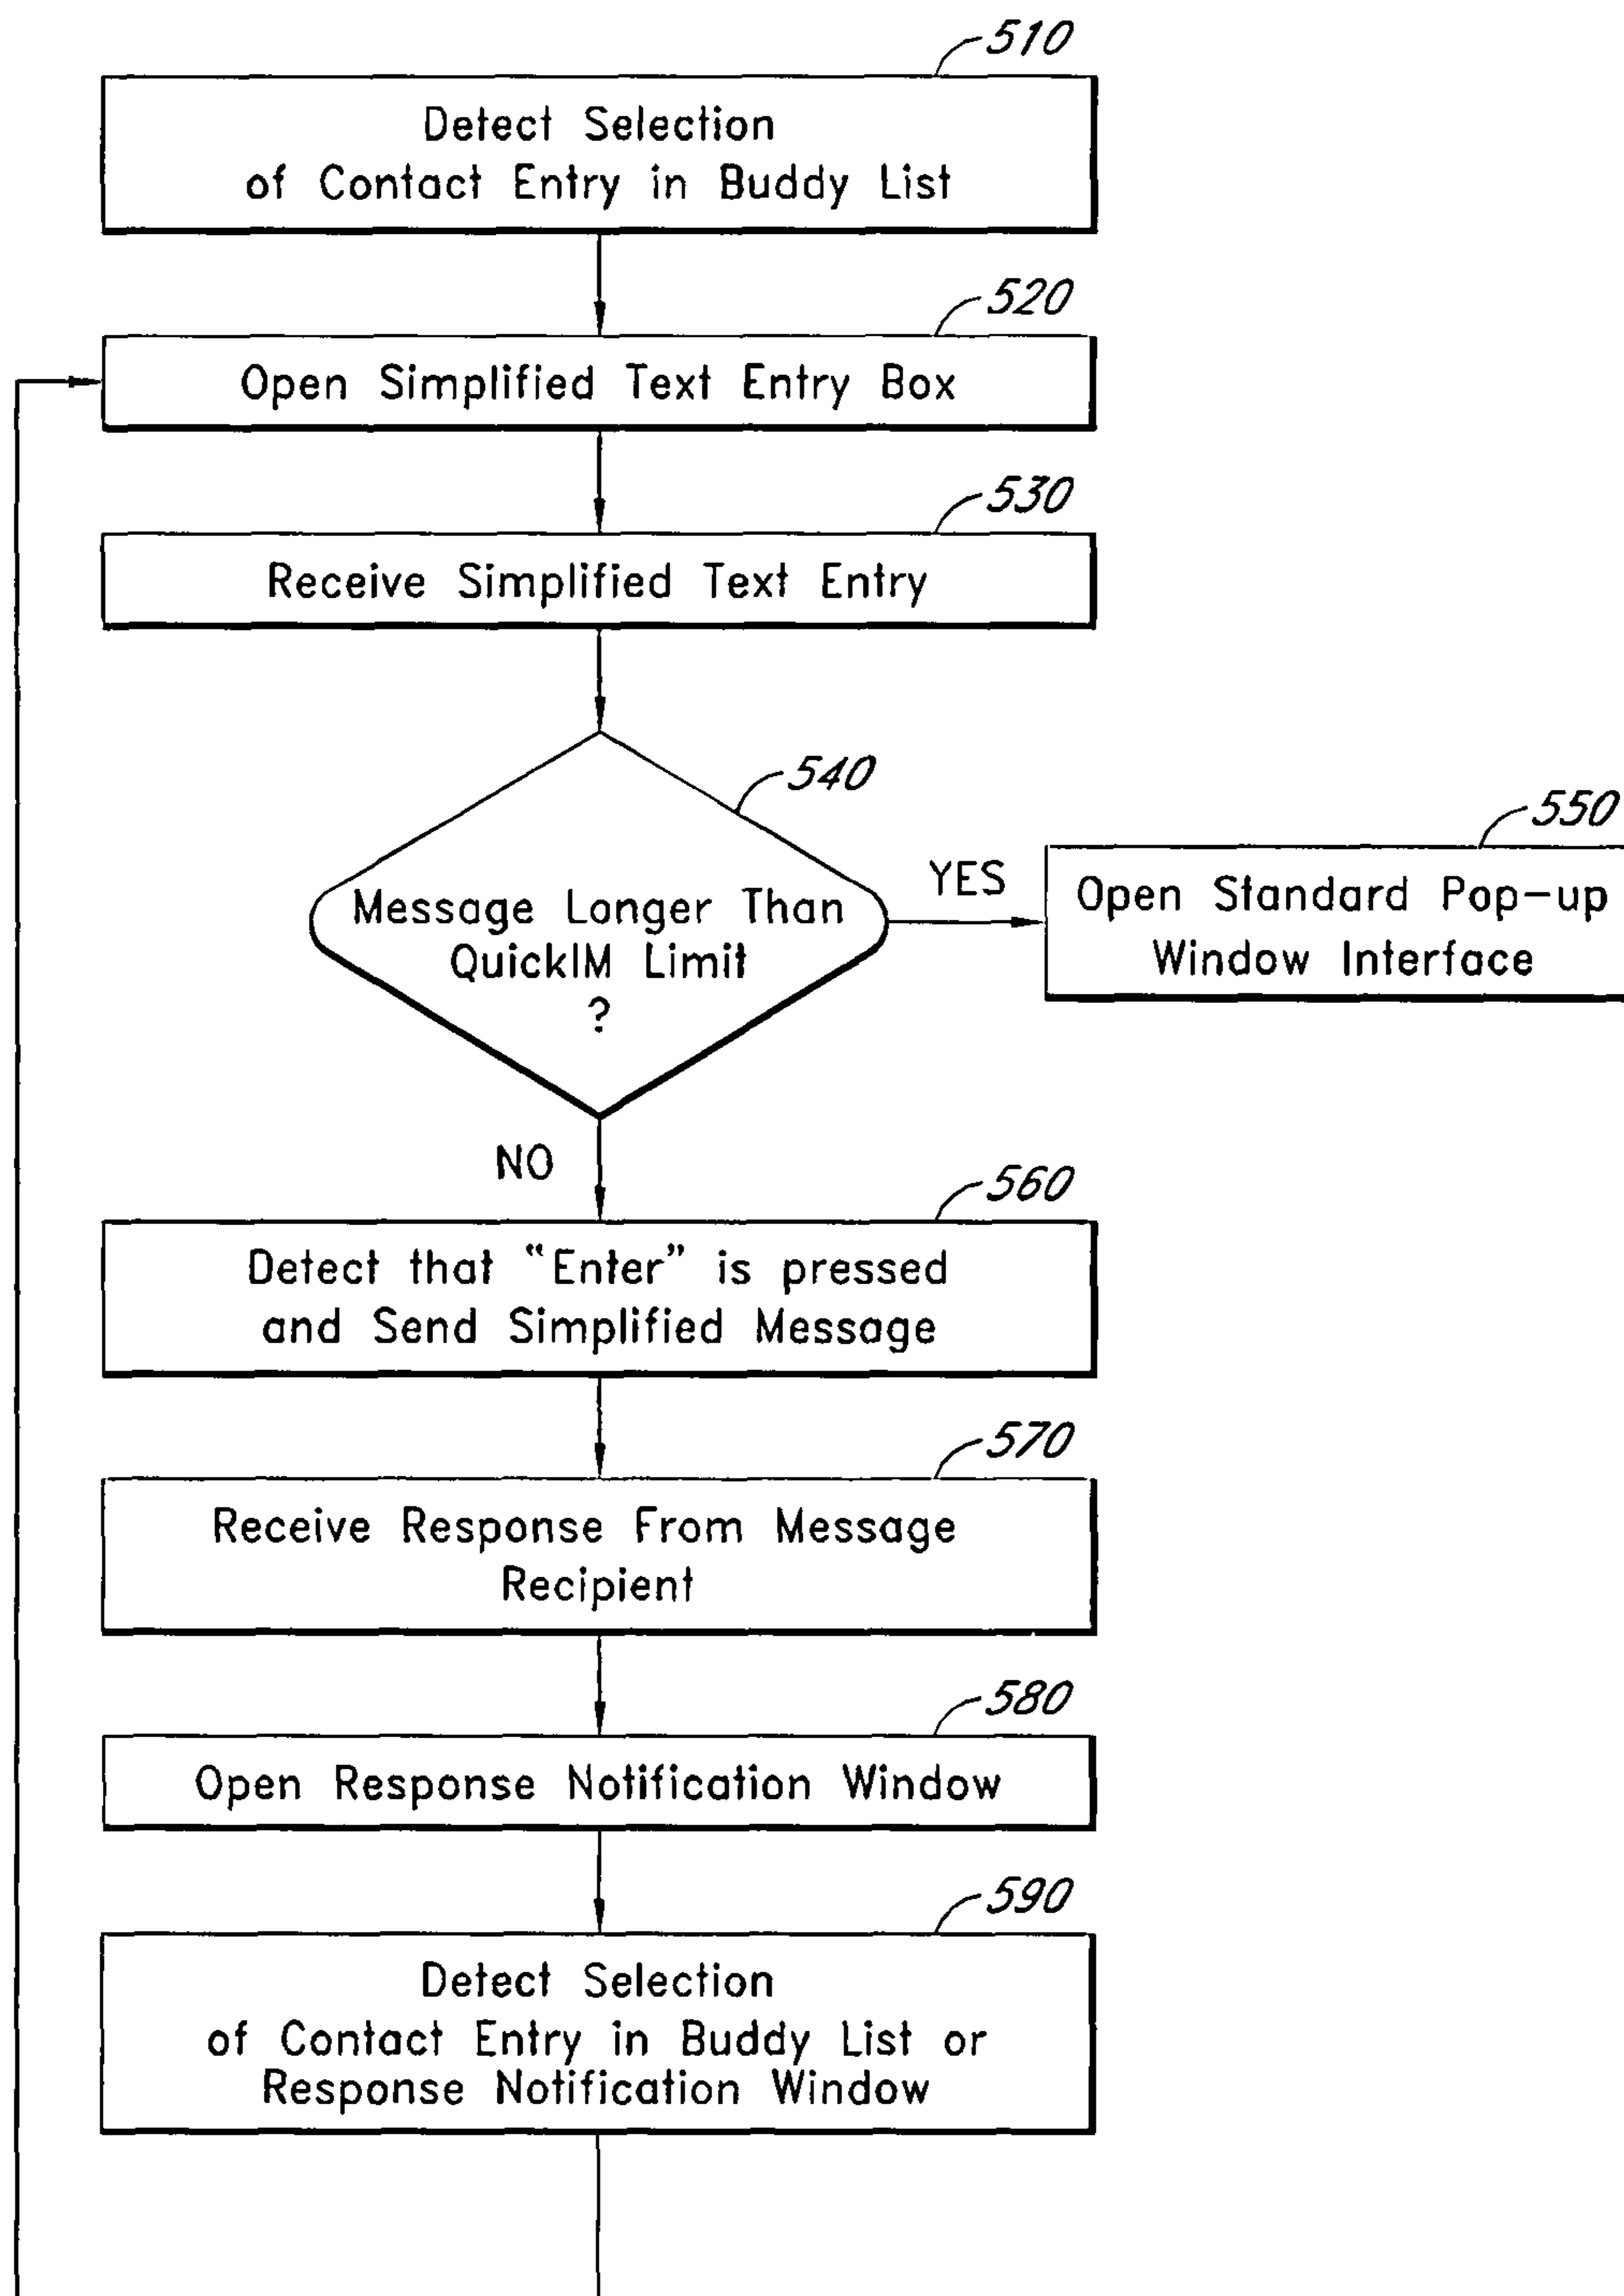 510
Detect Selection
of Contact Entry in Buddy List
520
Open Simplified Text Entry Box
530
Receive Simplified Text Entry
540
Message Longer Than
QuickIM Limit
?
YES
550
Open Standard Pop-up
Window Interface
NO
560
Detect that “Enter” is pressed
and Send Simplified Message
570
Receive Response From Message
Recipient
580
Open Response Notification Window
590
Detect Selection
of Contact Entry in Buddy List or
Response Notification Window